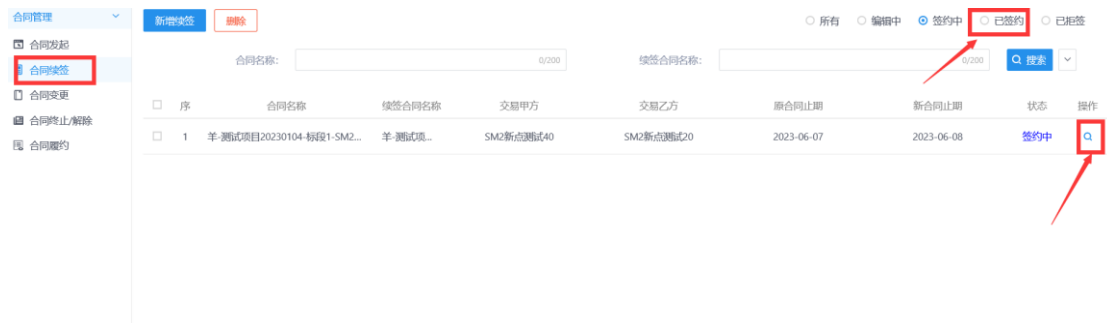 合同管理
合同发起
合同续签
合同变更
合同终止/解除
合同履约
新增续签 删除 所有 编辑中 签约中 已签约 已拒签
合同名称: 0/200 续签合同名称: 0/200 搜索
序 合同名称 续签合同名称 交易甲方 交易乙方 原合同止期 新合同止期 状态 操作
1 羊-测试项目20230104-标段1-SM2... 羊-测试项... SM2新点测试40 SM2新点测试20 2023-06-07 2023-06-08 签约中